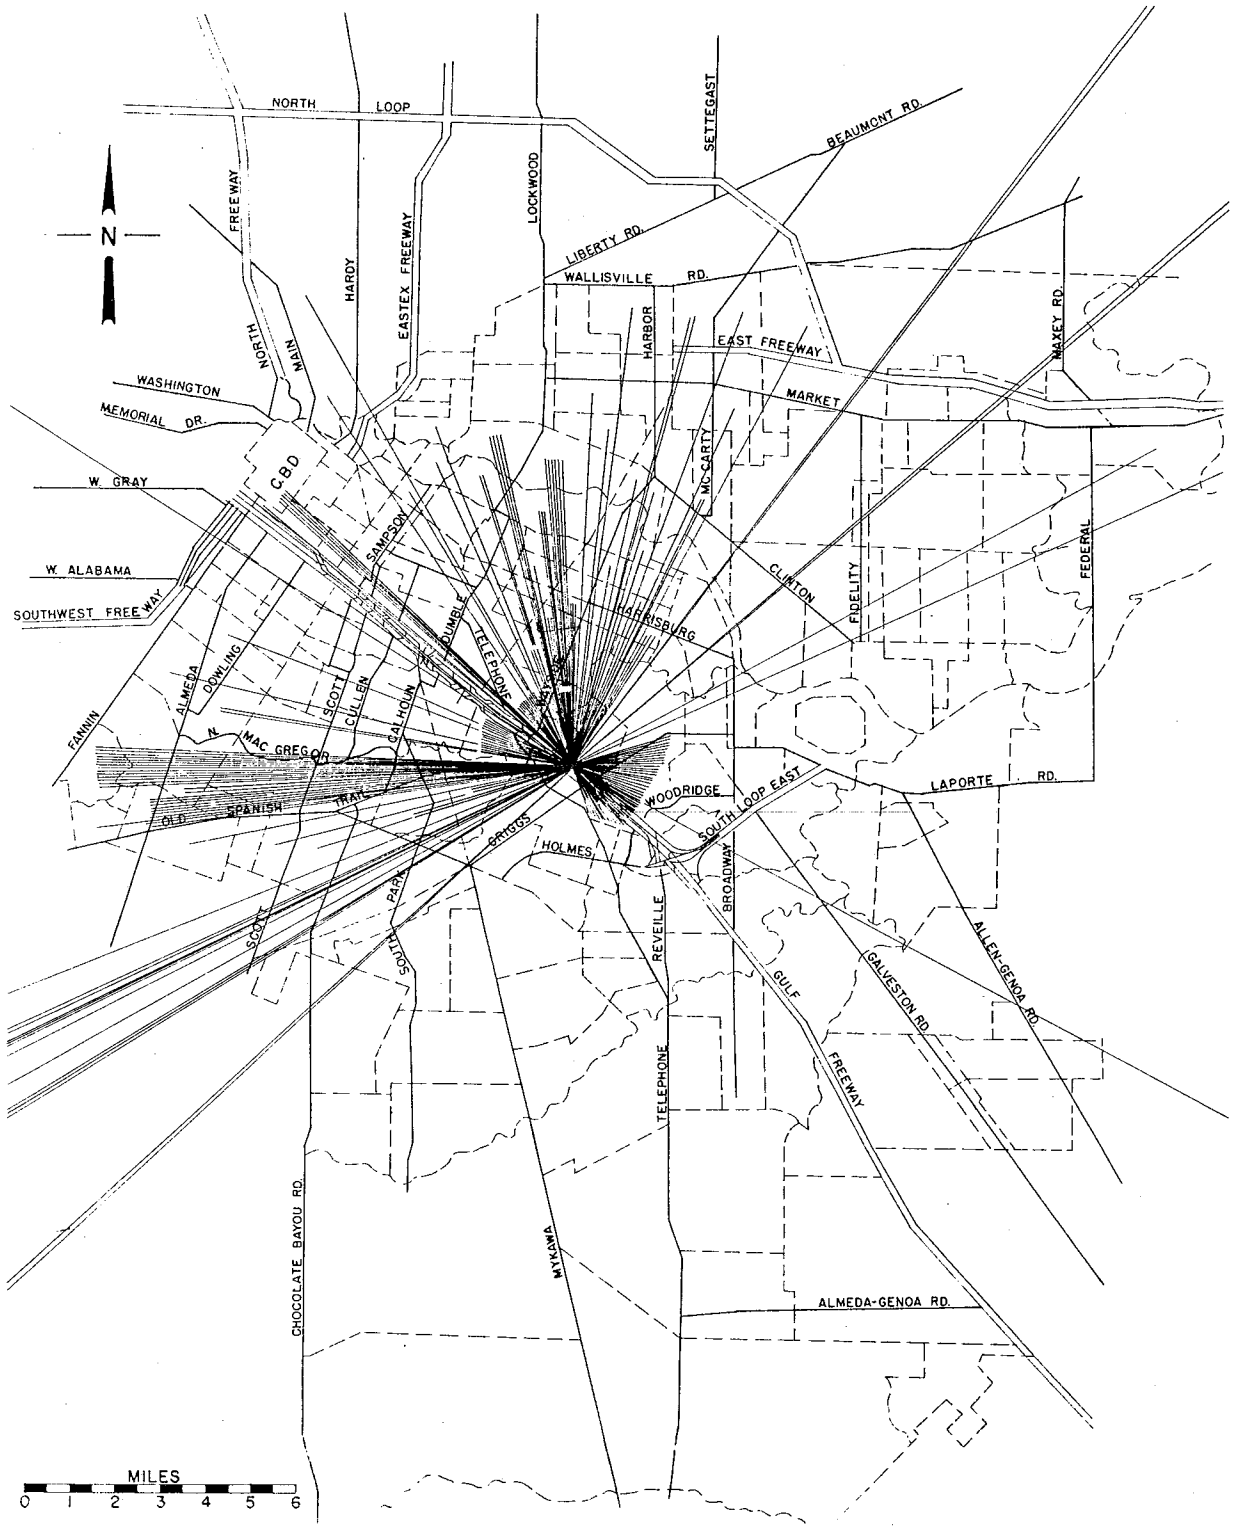 NORTH LOOP
SETTEGAST
BEAUMONT RD.
LOCKWOOD
FREEWAY
N
LIBERTY RD.
HARDY
EASTEX FREEWAY
WALLISVILLE RD.
HARBOR
MAXEY RD.
NORTH
MAIN
EAST FREEWAY
WASHINGTON
MARKET
MEMORIAL DR.
C-B-D
MC CARTY
W. GRAY
SAMPSON
FEDERAL
W. ALABAMA
CLINTON
FIDELITY
SOUTHWEST FREEWAY
HARRISBURG
DUMBLE
TELEPHONE
ALMEDA
DOWLING
SCOTT
CULLEN
CALHOUN
WAYSIDE
FANNIN
N. MAC GREGOR
LAPORTE RD.
WOODRIDGE
SOUTH LOOP EAST
OLD SPANISH TRAIL
GRIGGS
HOLMES
BROADWAY
SCOTT
SOUTH PARK
REVEILLE
ALLEN-GENOA RD.
GALVESTON RD.
GULF
FREEWAY
TELEPHONE
CHOCOLATE BAYOU RD.
MYKAWA
ALMEDA-GENOA RD.
MILES
0 1 2 3 4 5 6